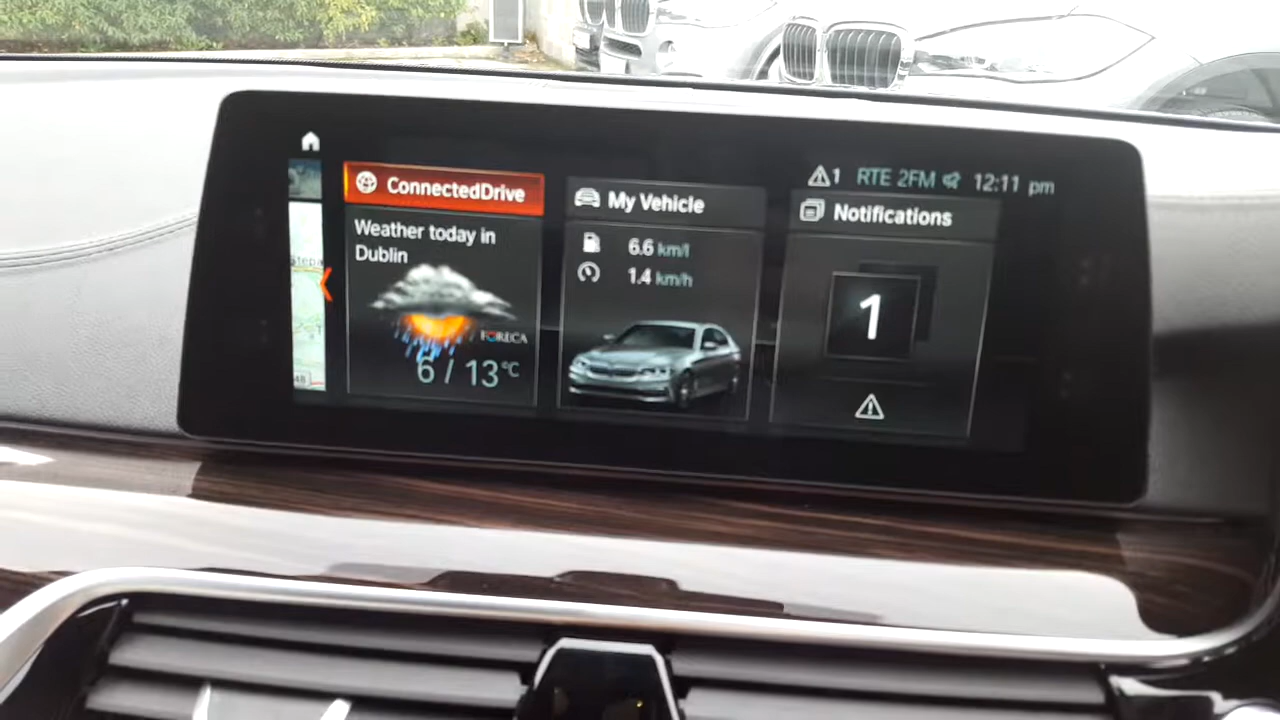 1 RTE 2FM 12:11 pm
ConnectedDrive
Weather today in
Dublin
FORECA
6 / 13°C
My Vehicle
6.6 km/l
1.4 km/h
Notifications
1